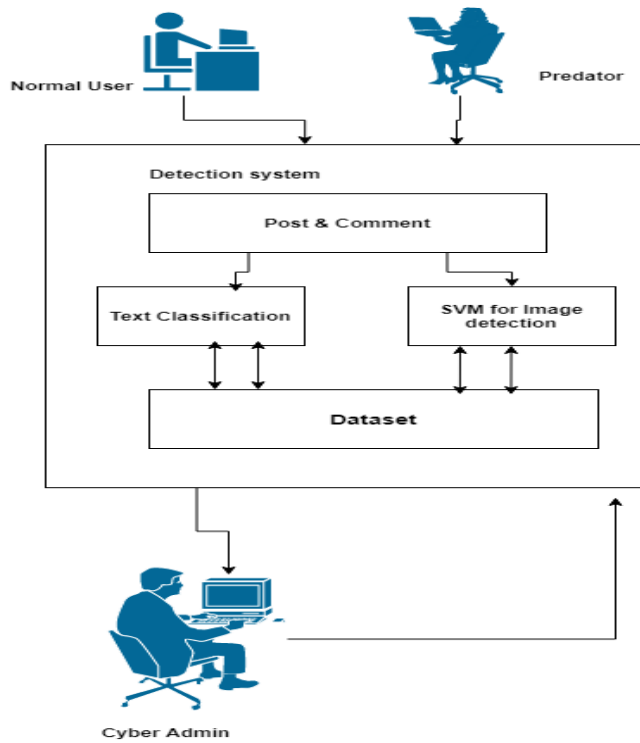 Normal User
Predator
Detection system
Post & Comment
Text Classification
SVM for Image
detection
Dataset
Cyber Admin